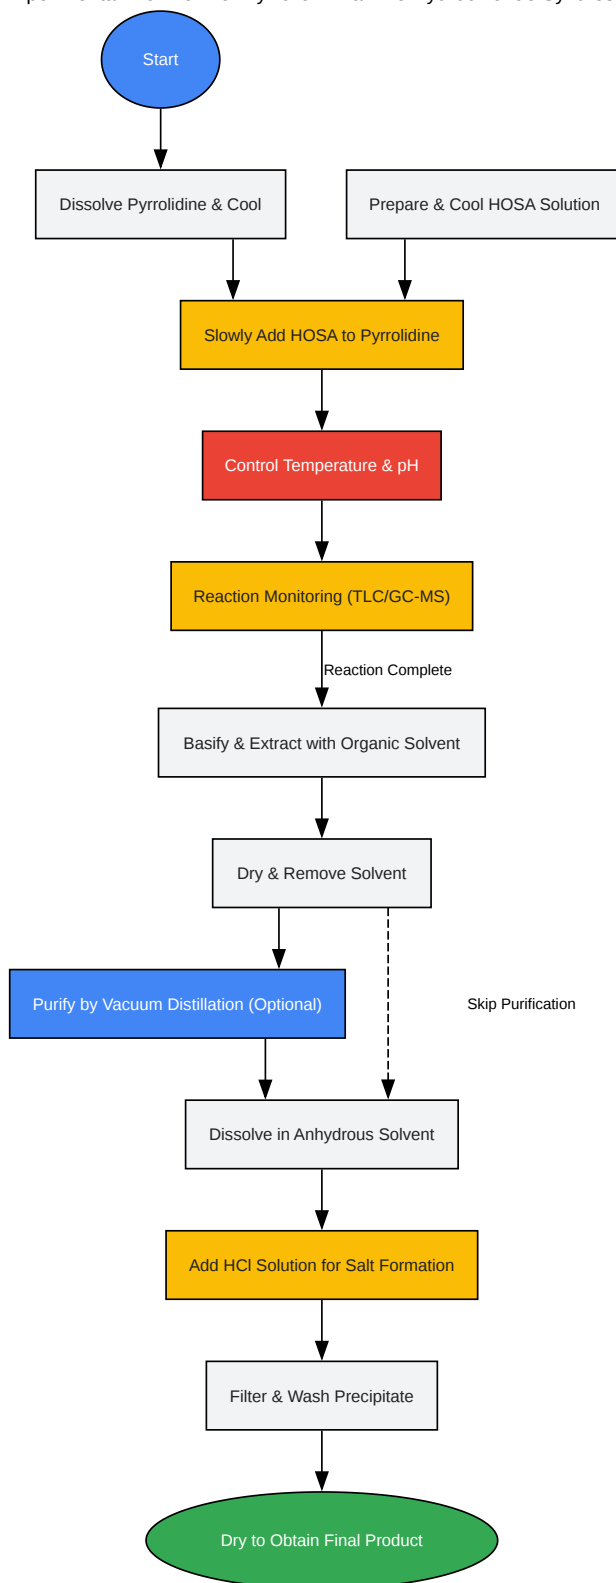 Start
Dissolve Pyrrolidine & Cool
Prepare & Cool HOSA Solution
Slowly Add HOSA to Pyrrolidine
Control Temperature & pH
Reaction Monitoring (TLC/GC-MS)
Reaction Complete
Basify & Extract with Organic Solvent
Dry & Remove Solvent
Purify by Vacuum Distillation (Optional)
Skip Purification
Dissolve in Anhydrous Solvent
Add HCl Solution for Salt Formation
Filter & Wash Precipitate
Dry to Obtain Final Product